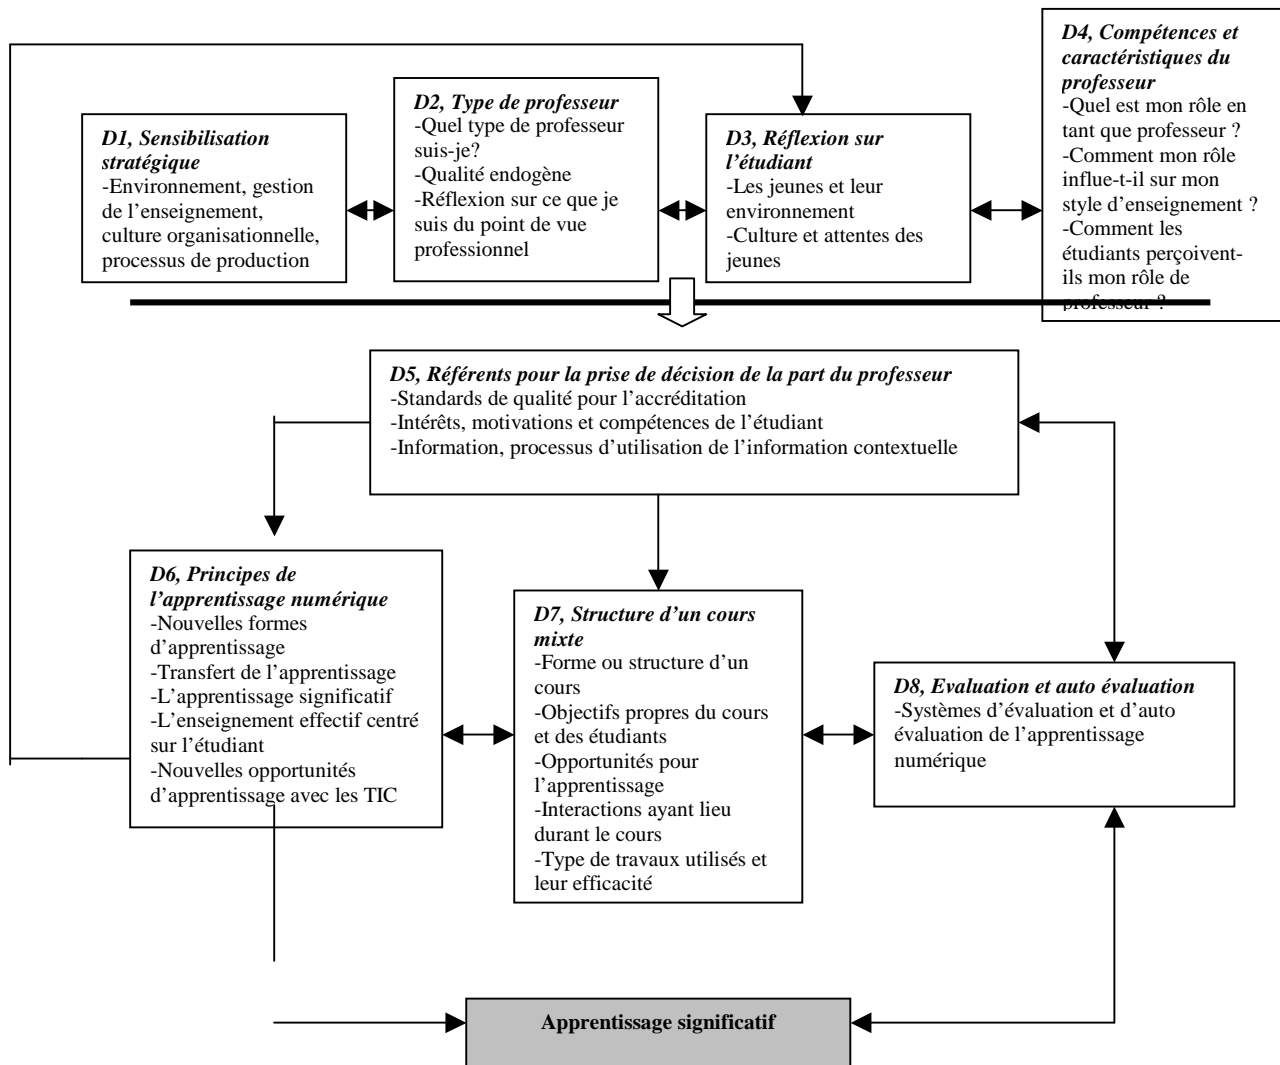 D1, Sensibilisation
stratégique
-Environnement, gestion
de l’enseignement,
culture organisationnelle,
processus de production
D2, Type de professeur
-Quel type de professeur
suis-je?
-Qualité endogène
-Réflexion sur ce que je
suis du point de vue
professionnel
D3, Réflexion sur
l’étudiant
-Les jeunes et leur
environnement
- Culture et attentes des
jeunes
D4, Compétences et
caractéristiques du
professeur
-Quel est mon rôle en
tant que professeur ?
-Comment mon rôle
influe-t-il sur mon
style d’enseignement ?
-Comment les
étudiants perçoivent-
ils mon rôle de
professeur ?
D5, Référents pour la prise de décision de la part du professeur
-Standards de qualité pour l’accréditation
-Intérêts, motivations et compétences de l’étudiant
-Information, processus d’utilisation de l’information contextuelle
D6, Principes de
l’apprentissage numérique
-Nouvelles formes
d’apprentissage
-Transfert de l’apprentissage
-L’apprentissage significatif
-L’enseignement effectif centré
sur l’étudiant
-Nouvelles opportunités
d’apprentissage avec les TIC
D7, Structure d’un cours
mixte
-Forme ou structure d’un
cours
-Objectifs propres du cours
et des étudiants
-Opportunités pour
l’apprentissage
-Interactions ayant lieu
durant le cours
-Type de travaux utilisés et
leur efficacité
D8, Evaluation et auto évaluation
-Systèmes d’évaluation et d’auto
évaluation de l’apprentissage
numérique
Apprentissage significatif